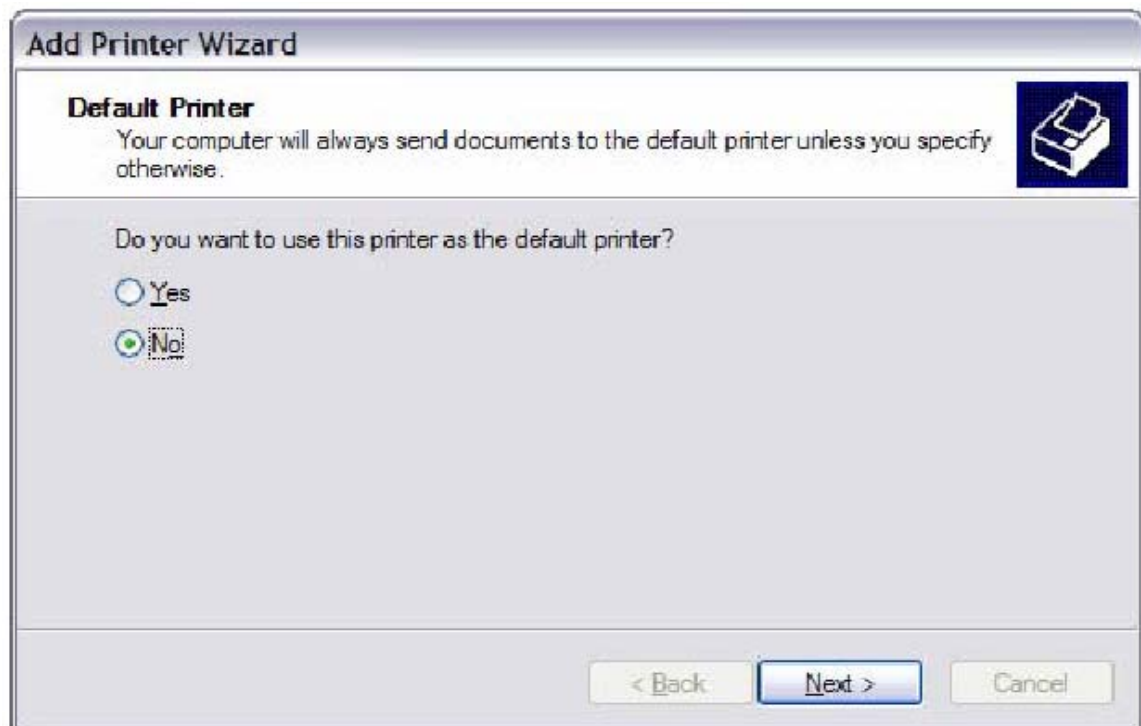 Add Printer Wizard
Default Printer
Your computer will always send documents to the default printer unless you specify
otherwise.
Do you want to use this printer as the default printer?
Yes
No
< Back
Next >
Cancel